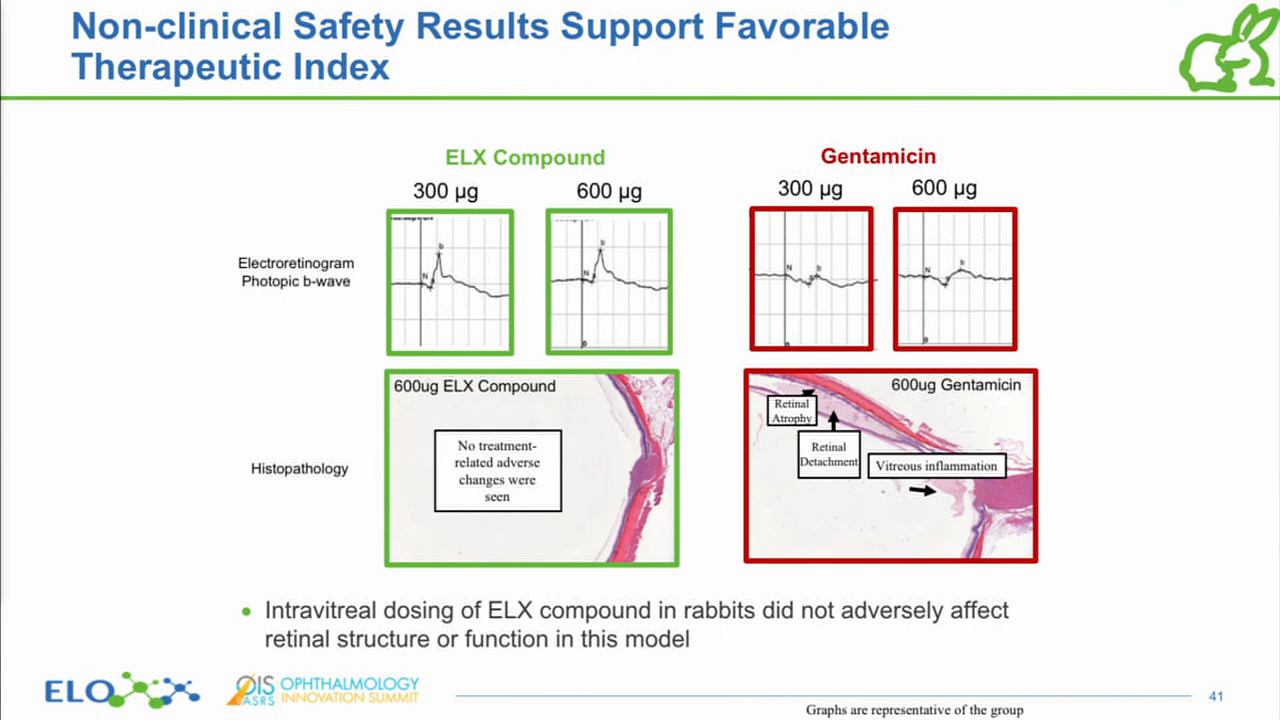 Non-clinical Safety Results Support Favorable
Therapeutic Index
ELX Compound
Gentamicin
300 µg
600 µg
300 µg
600 µg
Electroretinogram
Photopic b-wave
N
b
N
b
N
b
N
b
Histopathology
600ug ELX Compound
No treatment-
related adverse
changes were
seen
600ug Gentamicin
Retinal
Atrophy
Retinal
Detachment
Vitreous inflammation
• Intravitreal dosing of ELX compound in rabbits did not adversely affect
retinal structure or function in this model
ELOXX
OIS
ASRS
OPHTHALMOLOGY
INNOVATION SUMMIT
41
Graphs are representative of the group